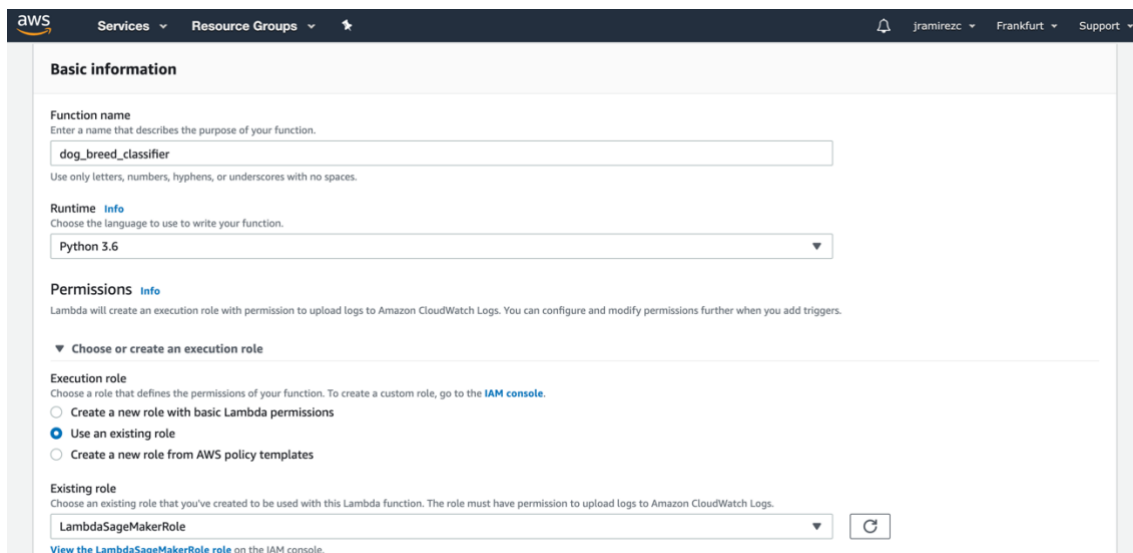 aws Services Resource Groups jramirezc Frankfurt Support
Basic information
Function name
Enter a name that describes the purpose of your function.
dog_breed_classifier
Use only letters, numbers, hyphens, or underscores with no spaces.
Runtime Info
Choose the language to use to write your function.
Python 3.6
Permissions Info
Lambda will create an execution role with permission to upload logs to Amazon CloudWatch Logs. You can configure and modify permissions further when you add triggers.
Choose or create an execution role
Execution role
Choose a role that defines the permissions of your function. To create a custom role, go to the IAM console.
Create a new role with basic Lambda permissions
Use an existing role
Create a new role from AWS policy templates
Existing role
Choose an existing role that you've created to be used with this Lambda function. The role must have permission to upload logs to Amazon CloudWatch Logs.
LambdaSageMakerRole
View the LambdaSageMakerRole role on the IAM console.